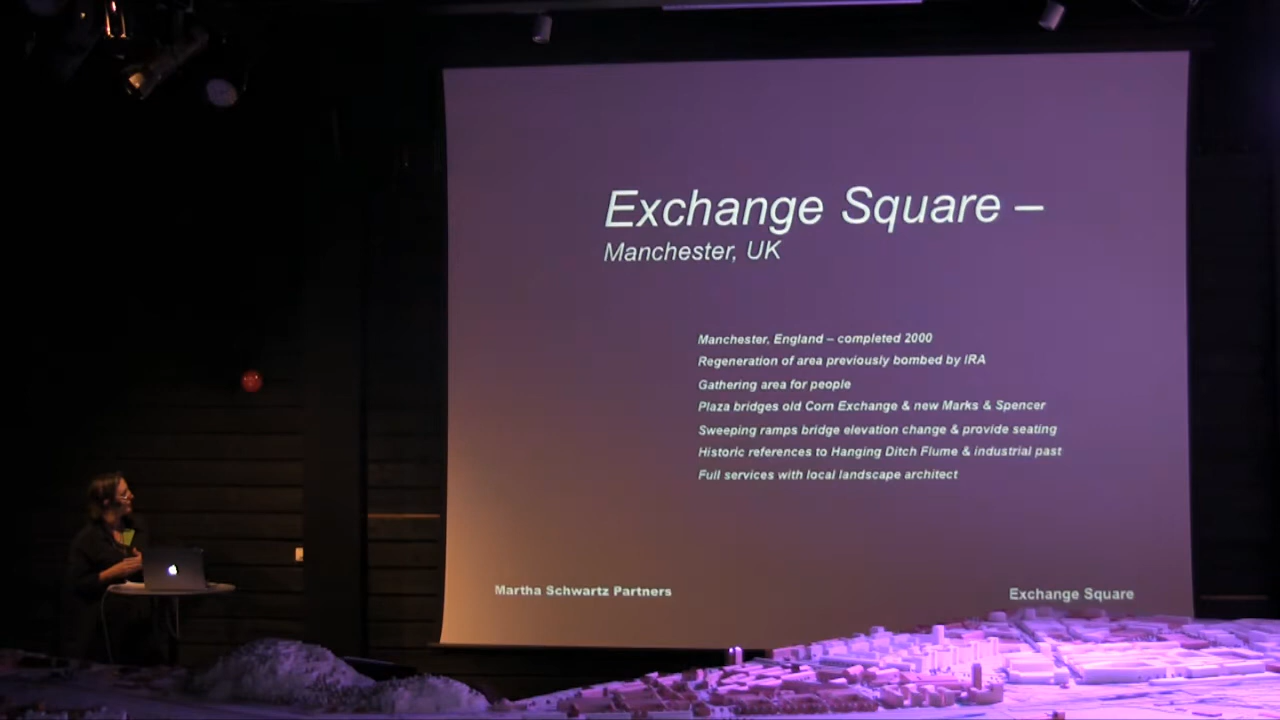 Exchange Square –
Manchester, UK
Manchester, England – completed 2000
Regeneration of area previously bombed by IRA
Gathering area for people
Plaza bridges old Corn Exchange & new Marks & Spencer
Sweeping ramps bridge elevation change & provide seating
Historic references to Hanging Ditch Flume & industrial past
Full services with local landscape architect
Martha Schwartz Partners
Exchange Square